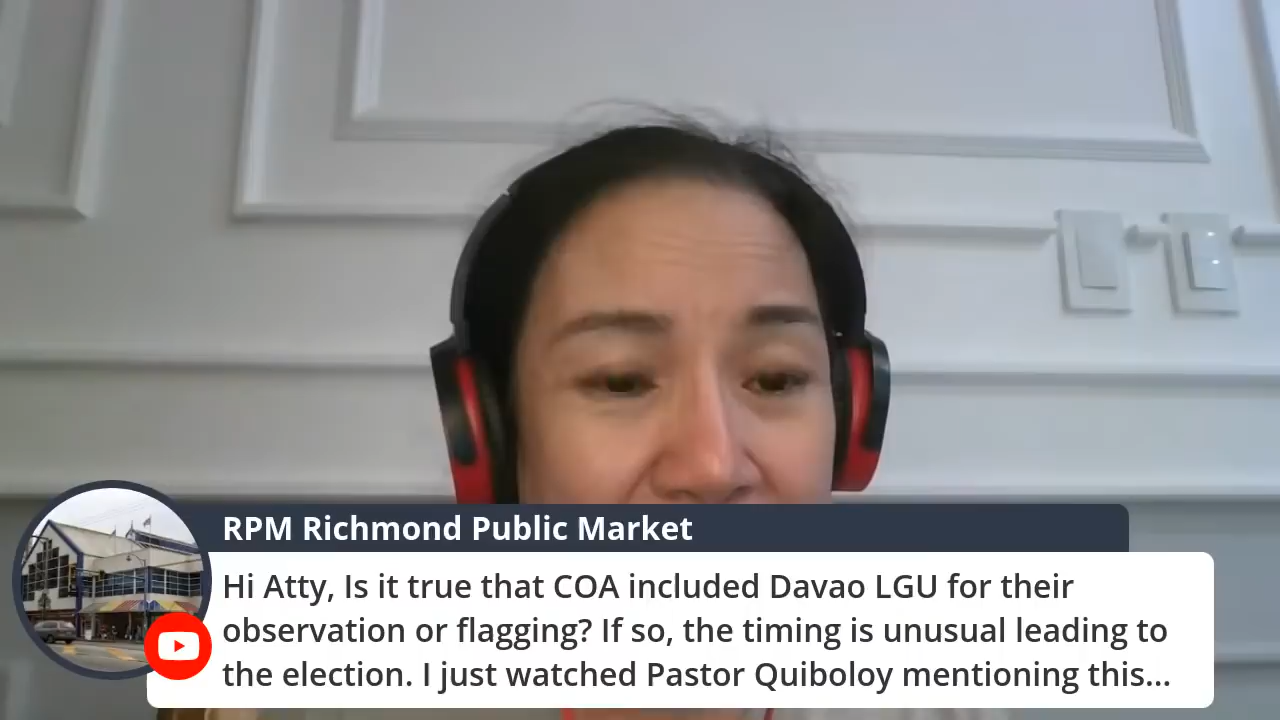 RPM Richmond Public Market
Hi Atty, Is it true that COA included Davao LGU for their
observation or flagging? If so, the timing is unusual leading to
the election. I just watched Pastor Quiboloy mentioning this...